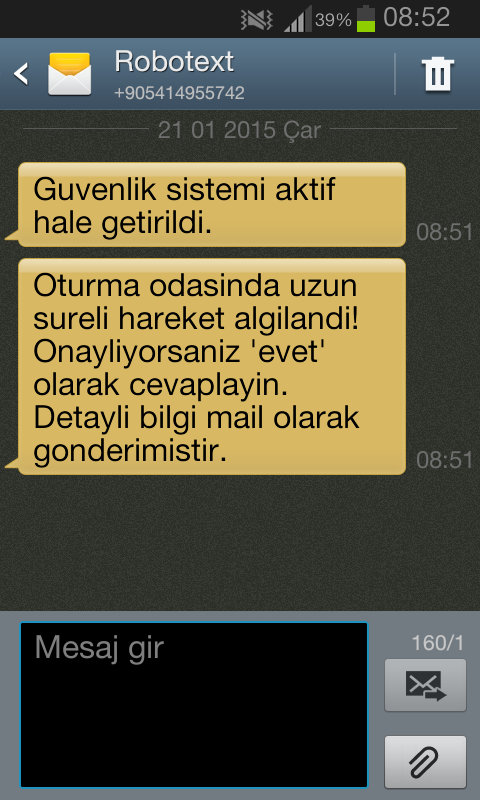 39% 08:52
Robotext
+905414955742
21 01 2015 Çar
Guvenlik sistemi aktif
hale getirildi.
08:51
Oturma odasinda uzun
sureli hareket algilandi!
Onayliyorsaniz 'evet'
olarak cevaplayin.
Detayli bilgi mail olarak
gonderimistir.
08:51
Mesaj gir
160/1